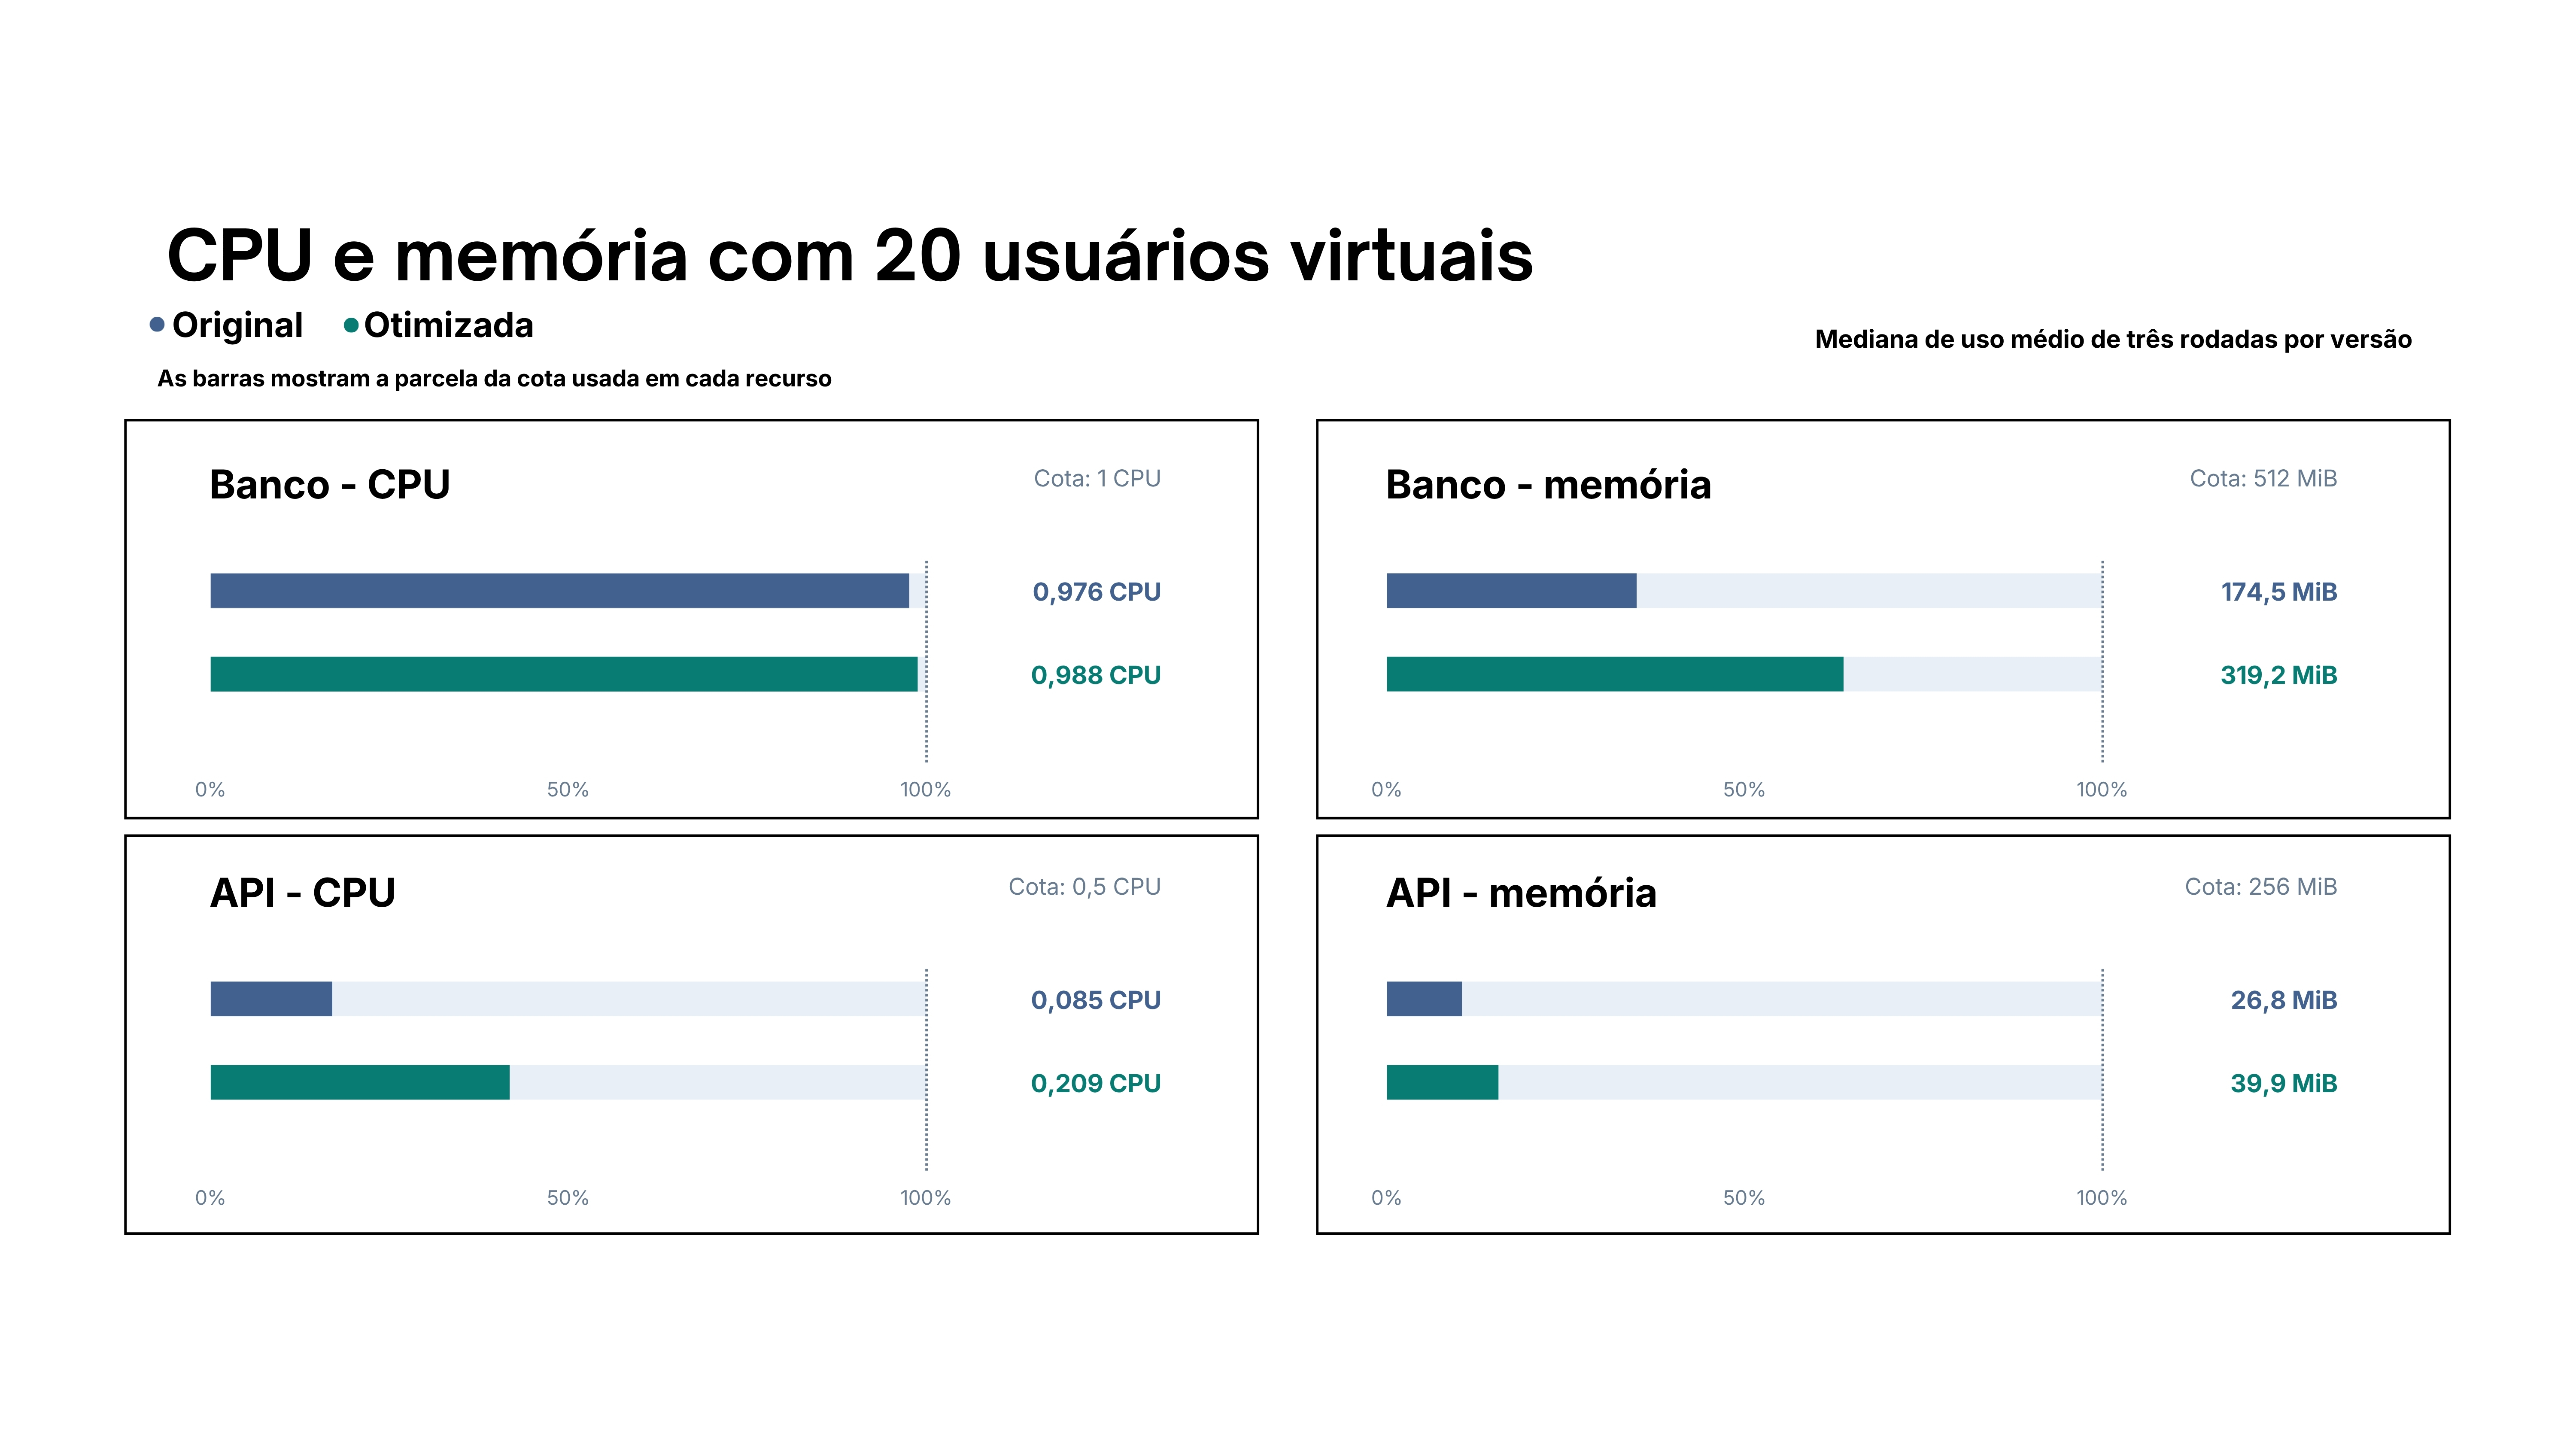 CPU e memória com 20 usuários virtuais
Original Otimizada
Mediana de uso médio de três rodadas por versão
As barras mostram a parcela da cota usada em cada recurso
Banco - CPU
Cota: 1 CPU
0,976 CPU
0,988 CPU
0% 50% 100%
Banco - memória
Cota: 512 MiB
174,5 MiB
319,2 MiB
0% 50% 100%
API - CPU
Cota: 0,5 CPU
0,085 CPU
0,209 CPU
0% 50% 100%
API - memória
Cota: 256 MiB
26,8 MiB
39,9 MiB
0% 50% 100%